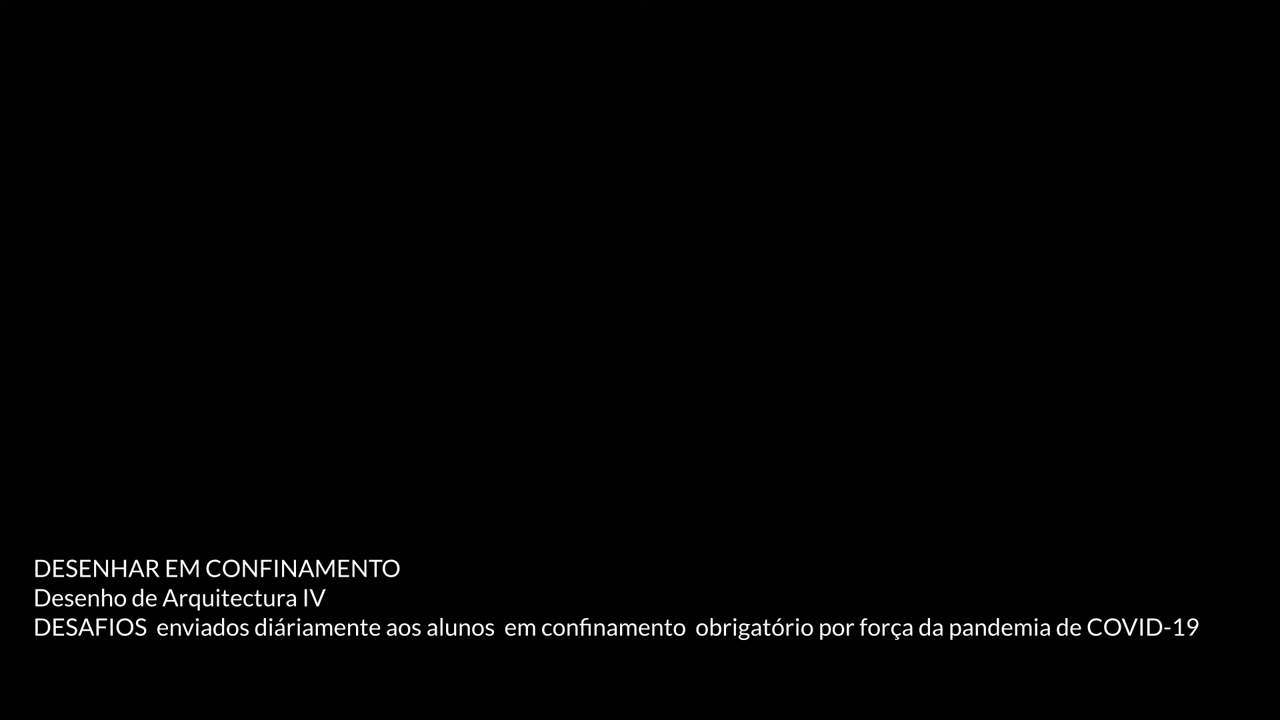 DESENHAR EM CONFINAMENTO
Desenho de Arquitectura IV
DESAFIOS enviados diáriamente aos alunos em confinamento obrigatório por força da pandemia de COVID-19